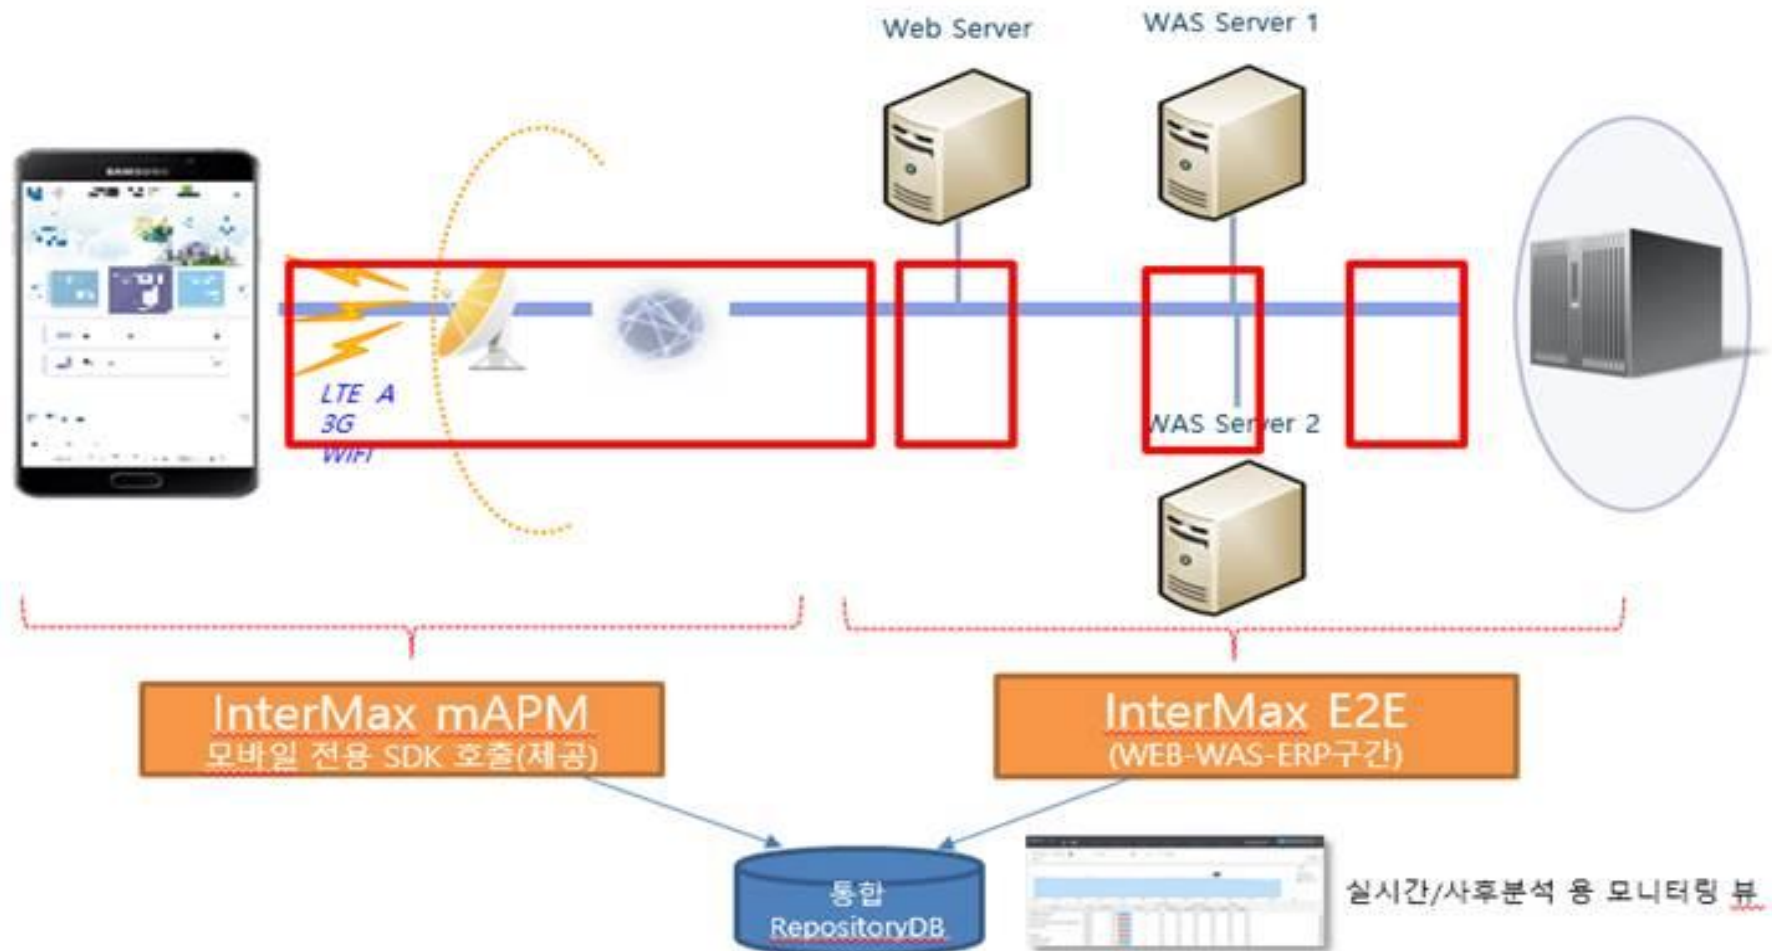 Web Server
WAS Server 1
SAMSUNG
LTE A
3G
WIFI
WAS Server 2
InterMax mAPM
모바일 전용 SDK 호출(제공)
InterMax E2E
(WEB-WAS-ERP구간)
통합
RepositoryDB
실시간/사후분석 용 모니터링 뷰